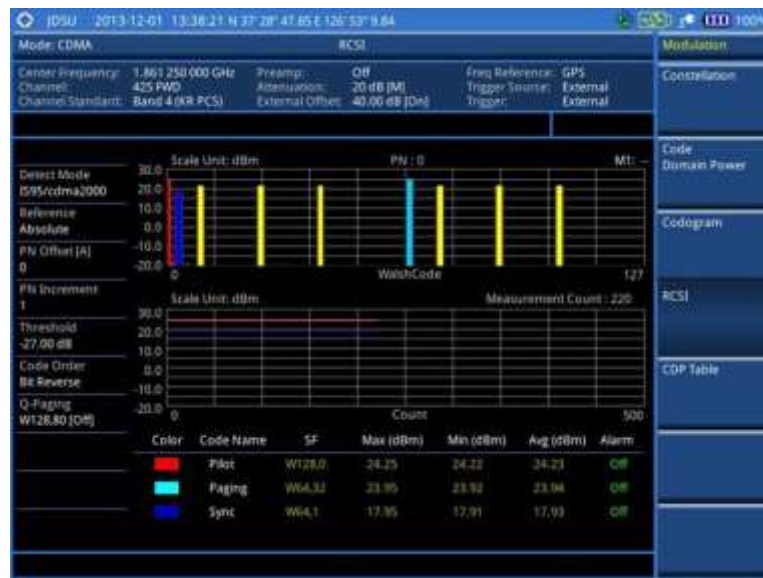 JDSU 2013-12-01 13:38:21 N 37° 28" 47.85 E 126° 53" 9.84 100%
Mode: CDMA RCSI Modulation
Center Frequency: 1.861 250 000 GHz Preamp: Off Freq Reference: GPS
Channel: 425 FWD Attenuation: 20 dB [M] Trigger Source: External
Channel Standard: Band 4 (KR PCS) External Offset: 40.00 dB [On] Trigger: External
Constellation
Code
Domain Power
Codogram
RCSI
CDP Table
Detect Mode
IS95/cdma2000
Reference
Absolute
PN Offset [A]
0
PN Increment
1
Threshold
-27.00 dB
Code Order
Bit Reverse
Q-Paging
W128,80 [Off]
Scale Unit: dBm PN : 0 M1: --
30.0
20.0
10.0
0.0
-10.0
-20.0
0 WalshCode 127
Scale Unit: dBm Measurement Count : 220
30.0
20.0
10.0
0.0
-10.0
-20.0
0 Count 500
Color Code Name SF Max (dBm) Min (dBm) Avg (dBm) Alarm
Pilot W128,0 24.25 24.22 24.23 Off
Paging W64,32 23.95 23.92 23.94 Off
Sync W64,1 17.95 17.91 17.93 Off